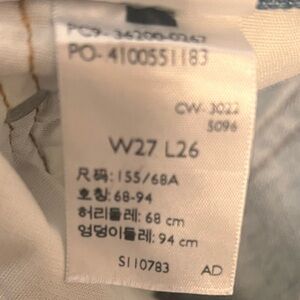 PC9-36200-0267
PO-4100551183
CW-3022
5096
W27 L26
尺码: 155/68A
호칭: 68-94
허리둘레: 68 cm
엉덩이둘레: 94 cm
S110783 AD